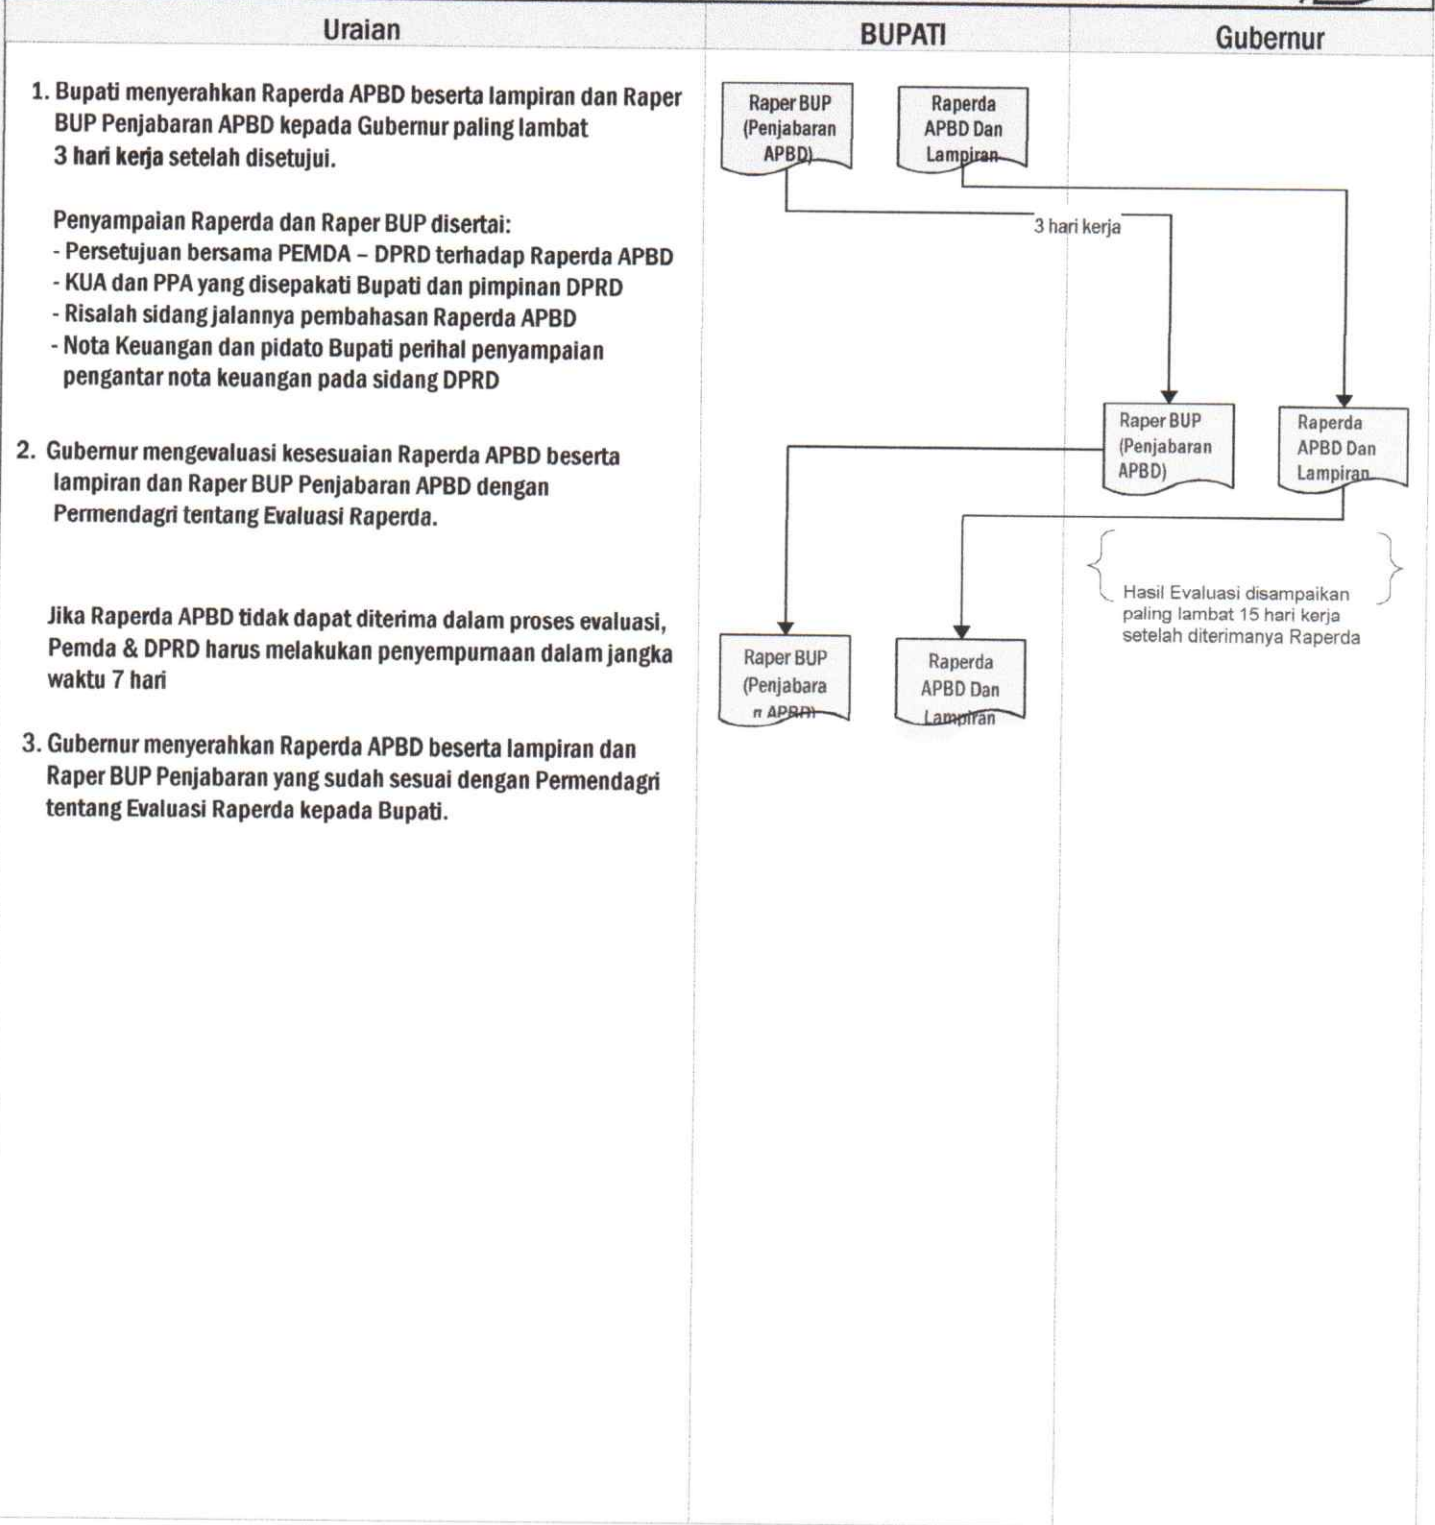 Uraian
BUPATI
Gubernur
1. Bupati menyerahkan Raperda APBD beserta lampiran dan Raper
BUP Penjabaran APBD kepada Gubernur paling lambat
3 hari kerja setelah disetujui.
Penyampaian Raperda dan Raper BUP disertai:
- Persetujuan bersama PEMDA – DPRD terhadap Raperda APBD
- KUA dan PPA yang disepakati Bupati dan pimpinan DPRD
- Risalah sidang jalannya pembahasan Raperda APBD
- Nota Keuangan dan pidato Bupati perihal penyampaian
pengantar nota keuangan pada sidang DPRD
2. Gubernur mengevaluasi kesesuaian Raperda APBD beserta
lampiran dan Raper BUP Penjabaran APBD dengan
Permendagri tentang Evaluasi Raperda.
Jika Raperda APBD tidak dapat diterima dalam proses evaluasi,
Pemda & DPRD harus melakukan penyempurnaan dalam jangka
waktu 7 hari
3. Gubernur menyerahkan Raperda APBD beserta lampiran dan
Raper BUP Penjabaran yang sudah sesuai dengan Permendagri
tentang Evaluasi Raperda kepada Bupati.
Raper BUP
(Penjabaran
APBD)
Raperda
APBD Dan
Lampiran
3 hari kerja
Raper BUP
(Penjabaran
APBD)
Raperda
APBD Dan
Lampiran
Hasil Evaluasi disampaikan
paling lambat 15 hari kerja
setelah diterimanya Raperda
Raper BUP
(Penjabara
n APBD)
Raperda
APBD Dan
Lampiran